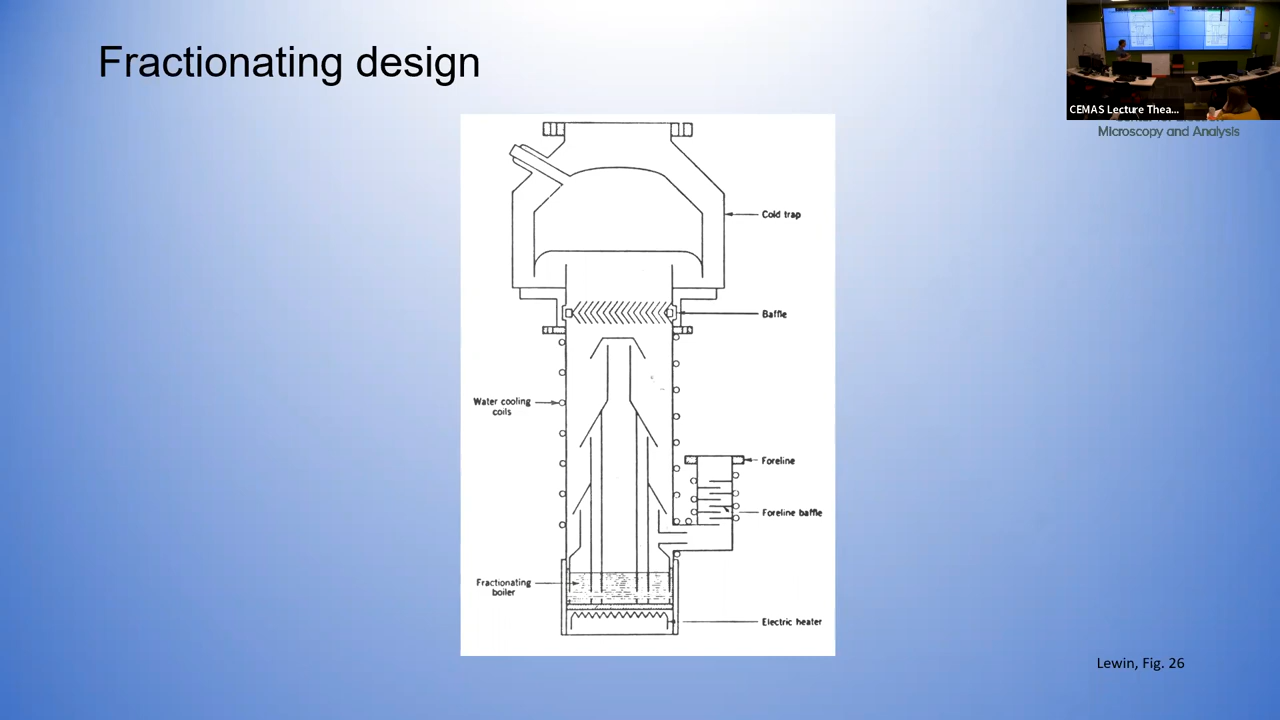 Fractionating design
CEMAS Lecture Thea...
Microscopy and Analysis
Cold trap
Baffle
Water cooling
coils
Foreline
Foreline baffle
Fractionating
boiler
Electric heater
Lewin, Fig. 26